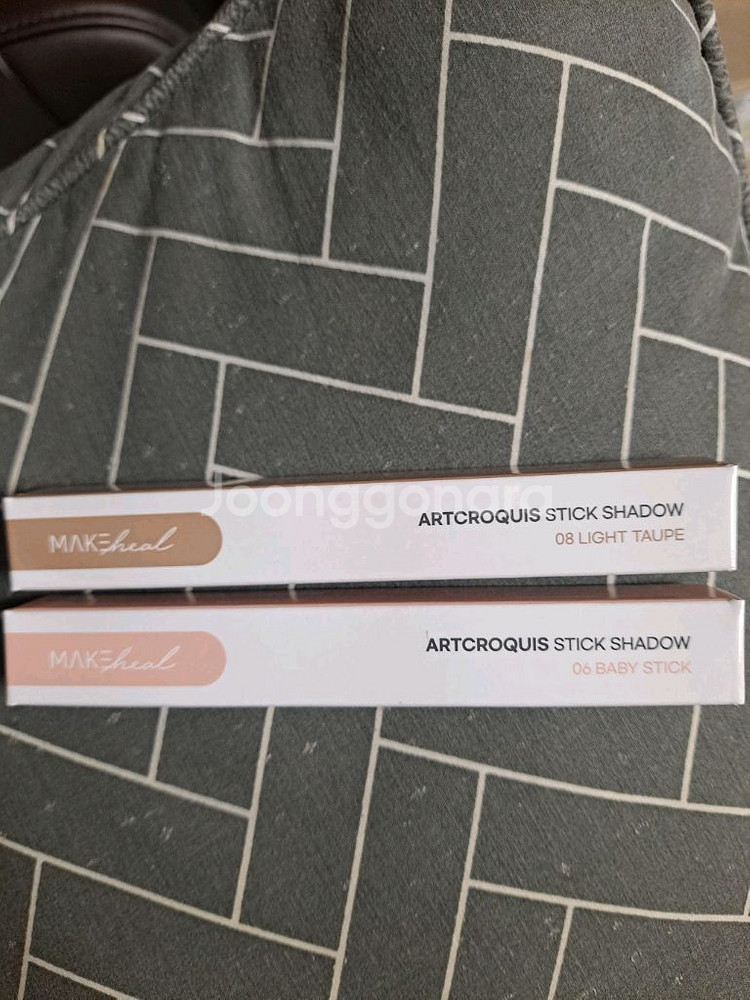 Joonggonara
MAKEheal
ARTCROQUIS STICK SHADOW
08 LIGHT TAUPE
MAKEheal
ARTCROQUIS STICK SHADOW
06 BABY STICK